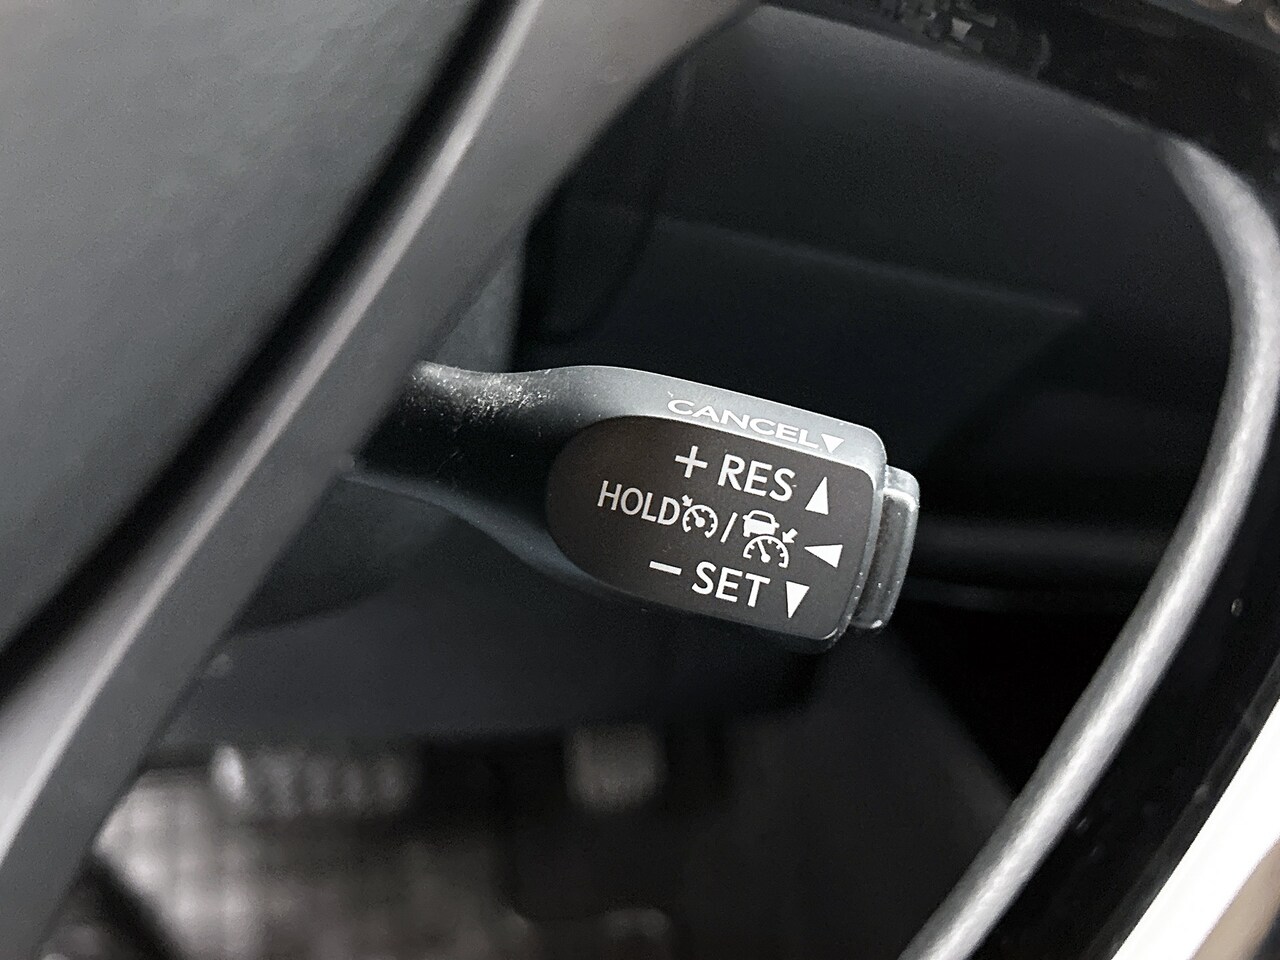 CANCEL▼
+ RES ▲
HOLD / ◀
− SET ▼